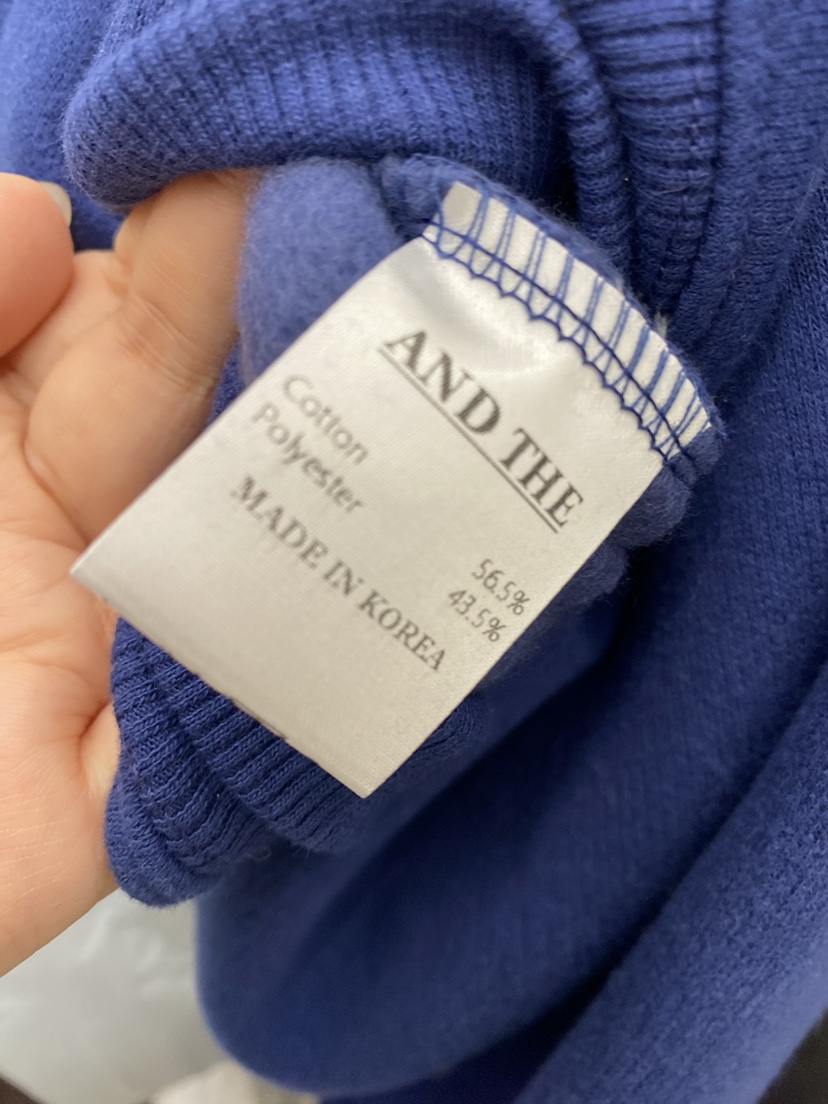 AND THE
Cotton 56.5%
Polyester 43.5%
MADE IN KOREA